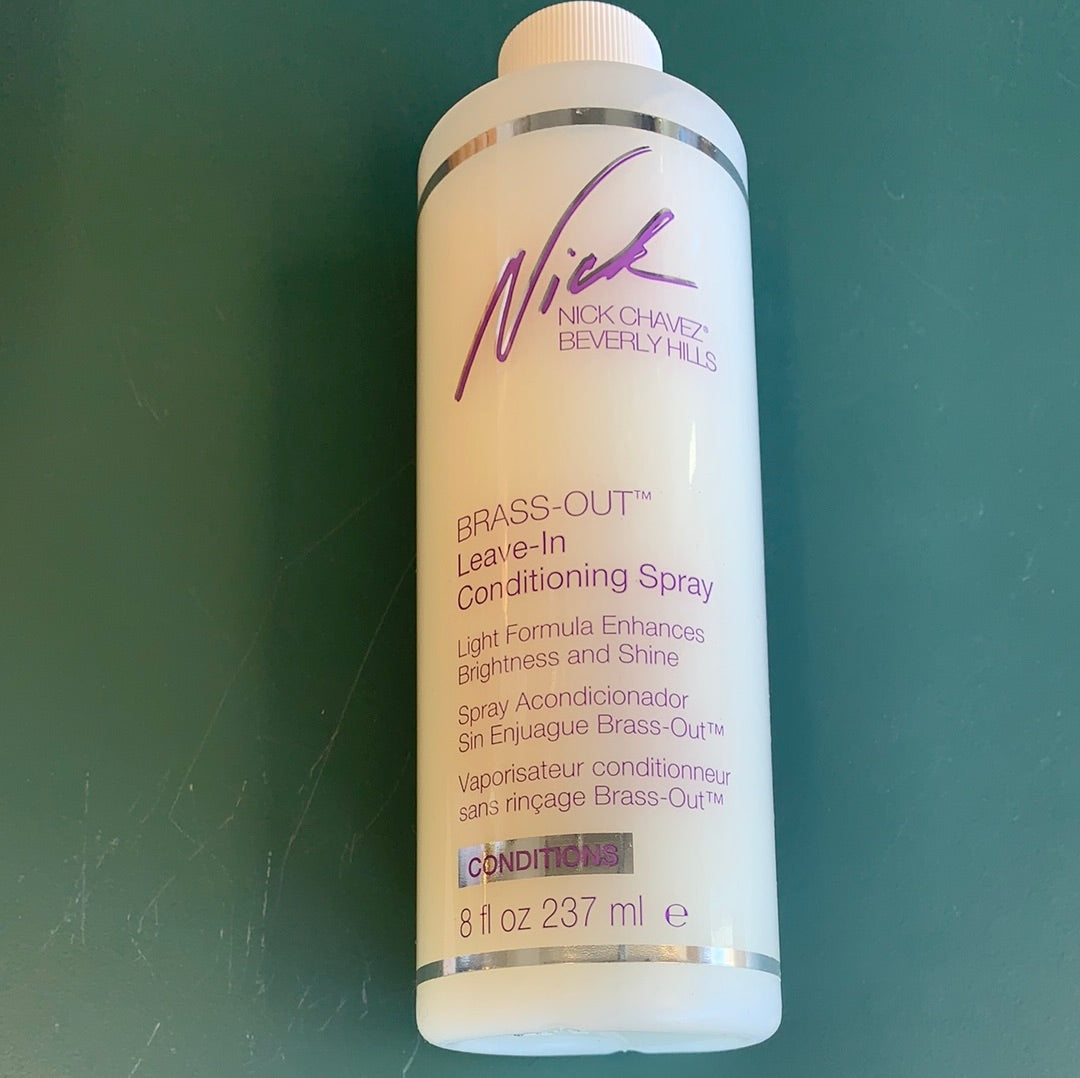 Nick
NICK CHAVEZ®
BEVERLY HILLS
BRASS-OUT™
Leave-In
Conditioning Spray
Light Formula Enhances
Brightness and Shine
Spray Acondicionador
Sin Enjuague Brass-Out™
Vaporisateur conditionneur
sans rinçage Brass-Out™
CONDITIONS
8 fl oz 237 ml ℮